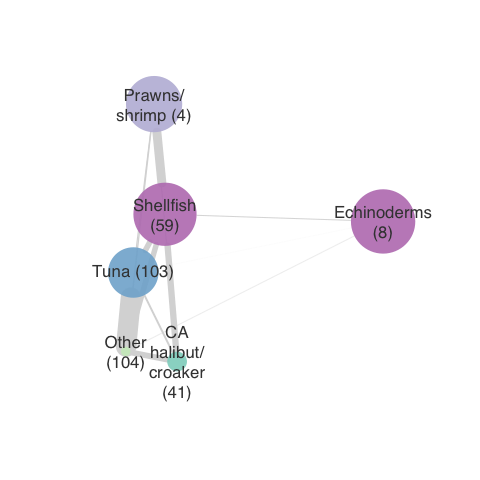 Prawns/
shrimp (4)
Shellfish
(59)
Echinoderms
(8)
Tuna (103)
Other
(104)
CA
halibut/
croaker
(41)